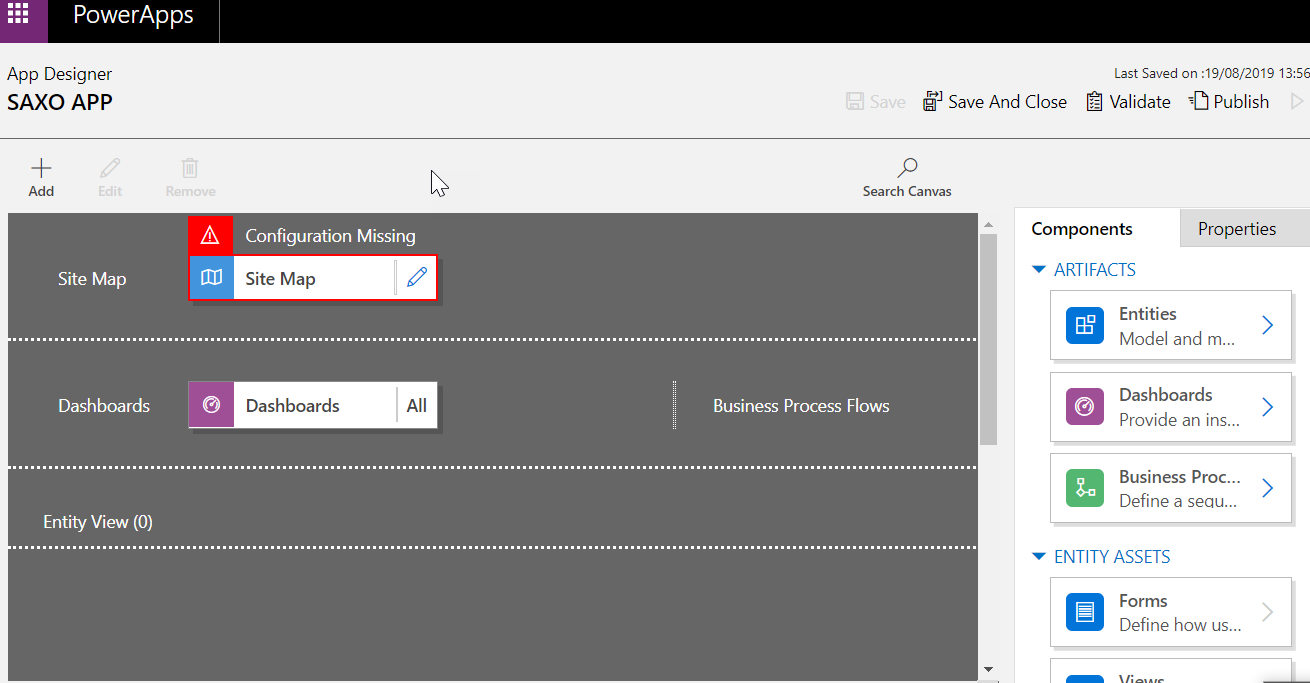 PowerApps
App Designer
Last Saved on :19/08/2019 13:56
SAXO APP
Save
Save And Close
Validate
Publish
Add
Edit
Remove
Search Canvas
Configuration Missing
Site Map
Site Map
Dashboards
Dashboards
All
Business Process Flows
Entity View (0)
Components
Properties
ARTIFACTS
Entities
Model and m...
Dashboards
Provide an ins...
Business Proc...
Define a sequ...
ENTITY ASSETS
Forms
Define how us...
Views